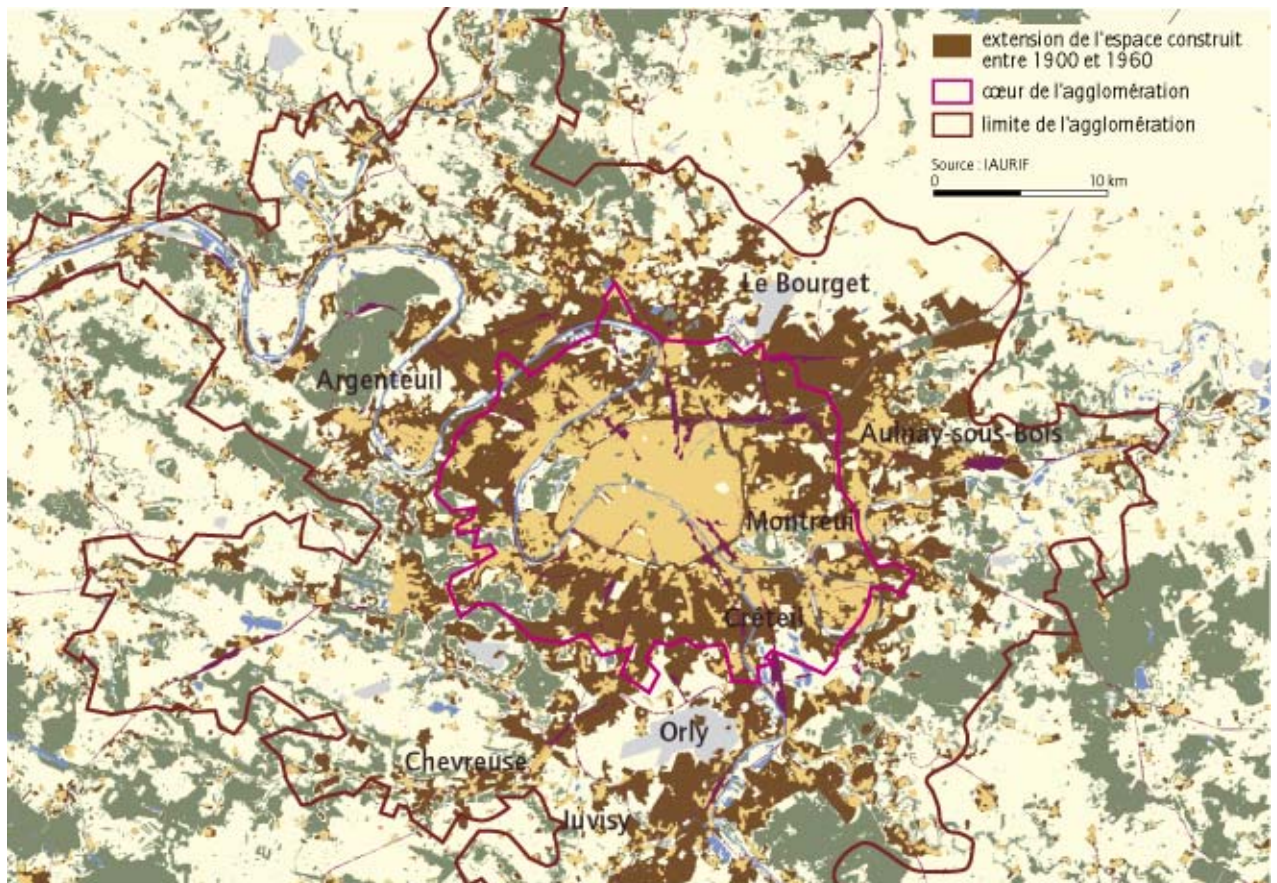 extension de l'espace construit
entre 1900 et 1960
cœur de l'agglomération
limite de l'agglomération
Source : IAURIF
0 10 km
Le Bourget
Argenteuil
Aulnay-sous-Bois
Montreuil
Créteil
Orly
Chevreuse
Juvisy